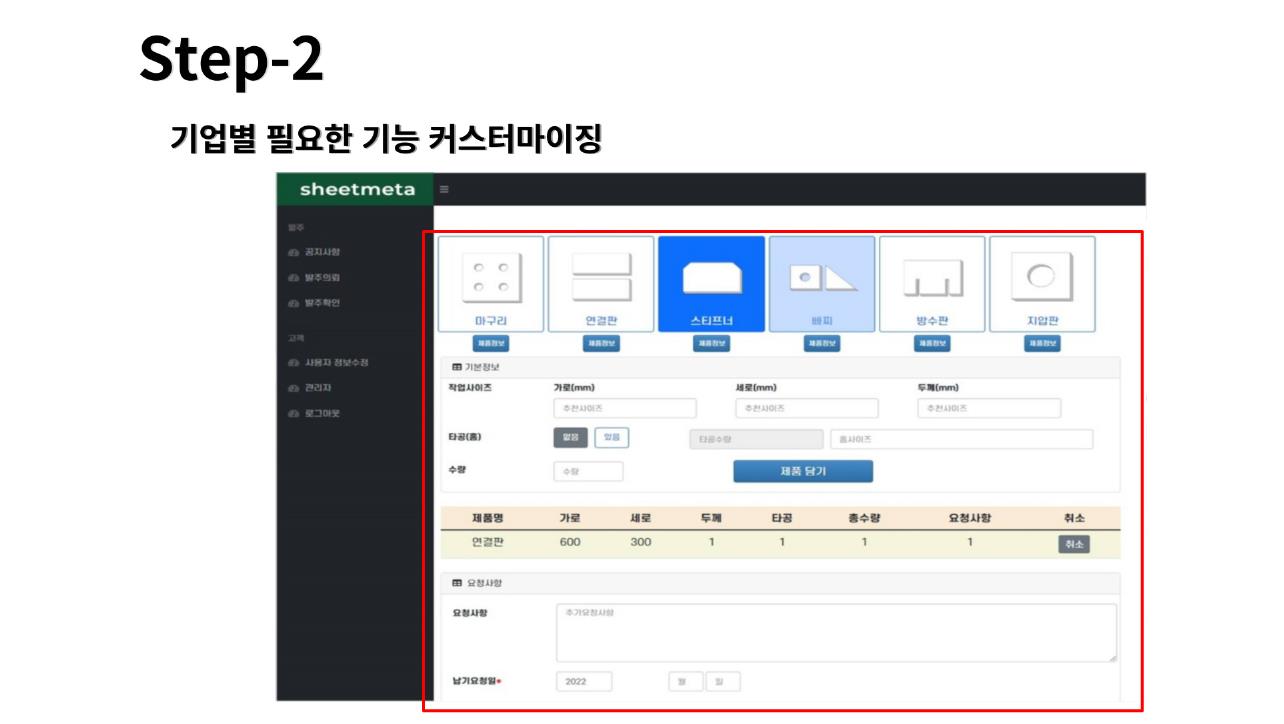 Step-2
기업별 필요한 기능 커스터마이징
sheetmeta
발주
공지사항
발주의뢰
발주확인
고객
사용자 정보수정
관리자
로그아웃
마구리 연결판 스티프너 바피 방수판 지압판
제품정보 제품정보 제품정보 제품정보 제품정보 제품정보
기본정보
작업사이즈 가로(mm) 세로(mm) 두께(mm)
추천사이즈 추천사이즈 추천사이즈
타공(홀) 없음 있음 타공수량 홀사이즈
수량 수량 제품 담기
제품명 가로 세로 두께 타공 총수량 요청사항 취소
연결판 600 300 1 1 1 1 취소
요청사항
요청사항 추가요청사항
납기요청일* 2022 월 일